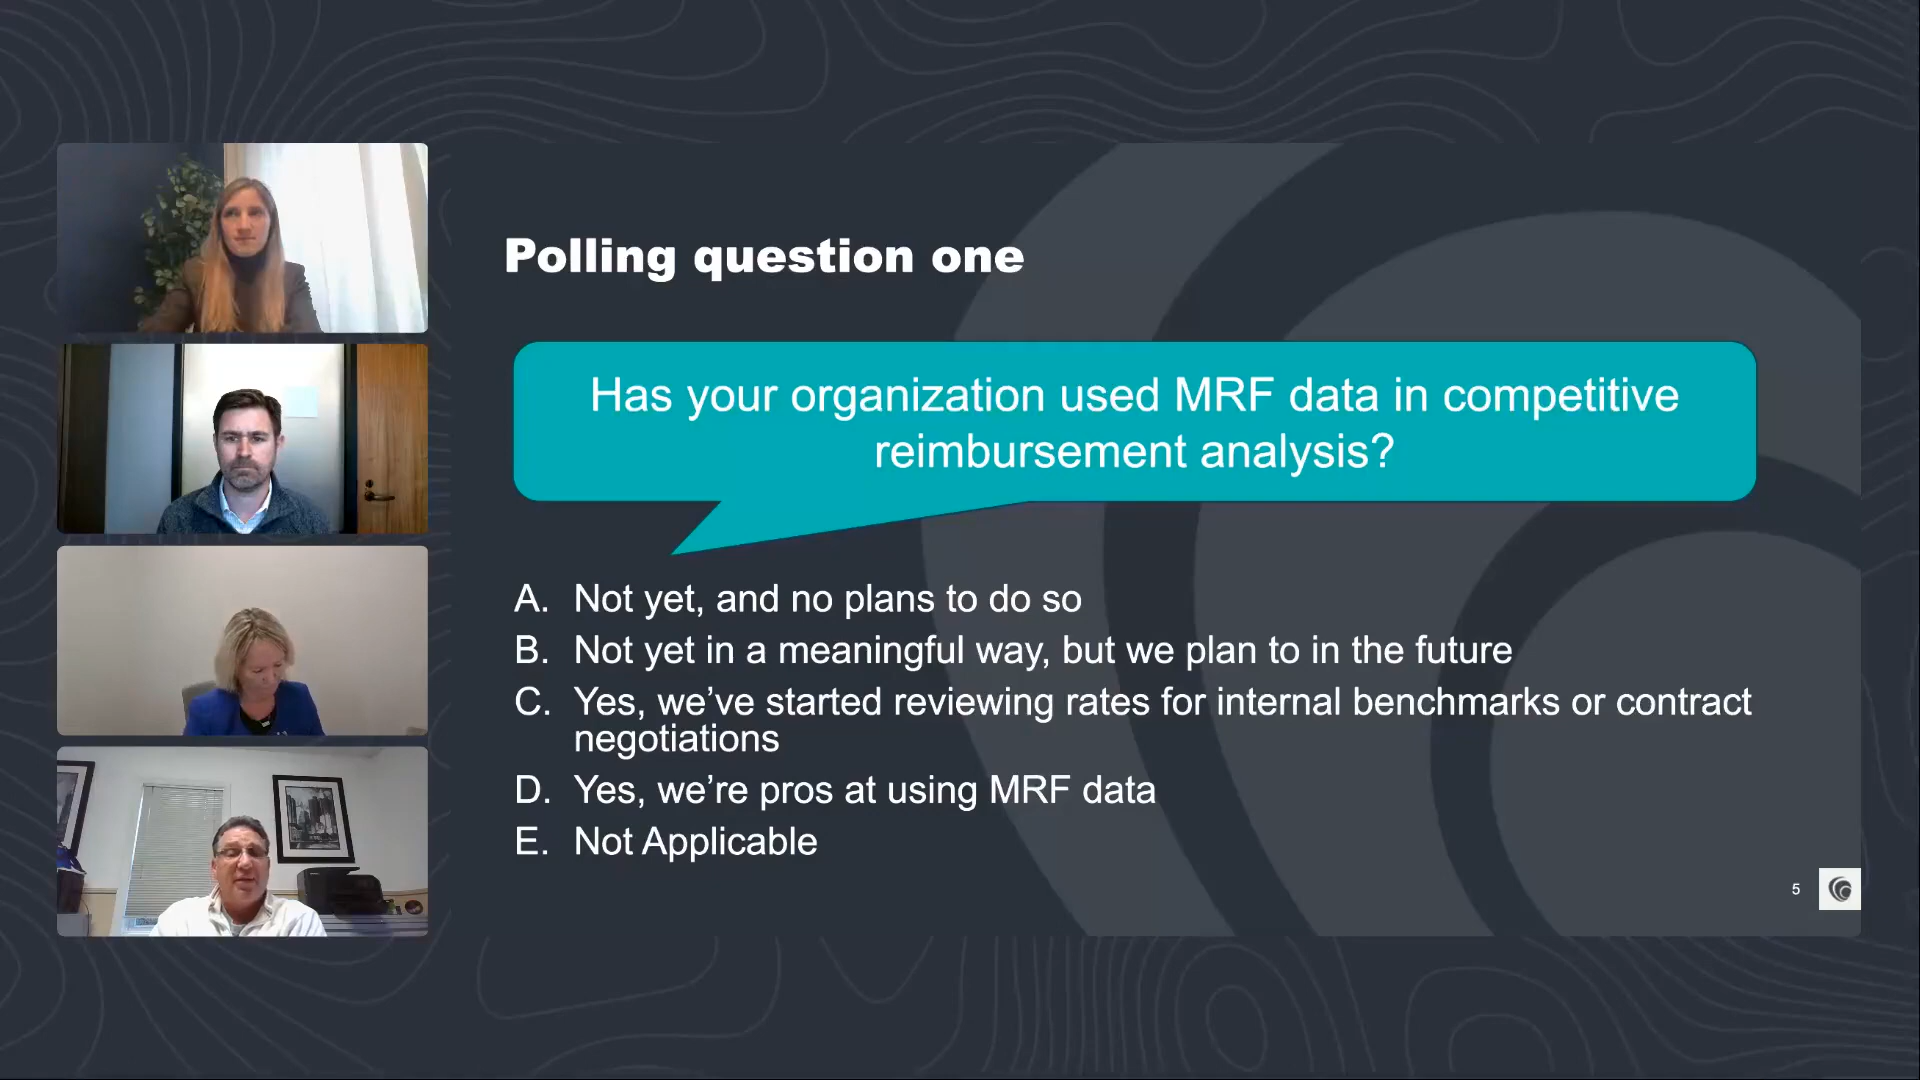 Polling question one
Has your organization used MRF data in competitive
reimbursement analysis?
A. Not yet, and no plans to do so
B. Not yet in a meaningful way, but we plan to in the future
C. Yes, we’ve started reviewing rates for internal benchmarks or contract
negotiations
D. Yes, we’re pros at using MRF data
E. Not Applicable
5